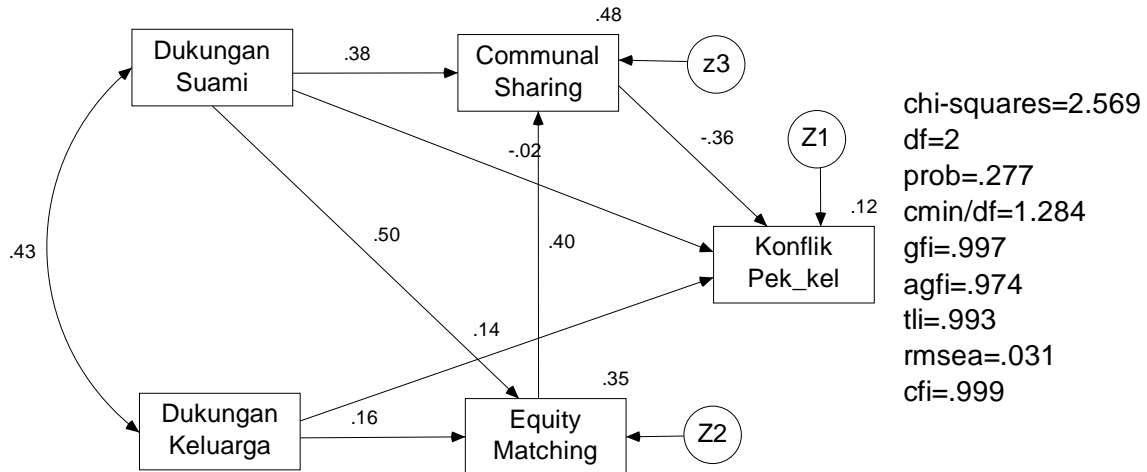 .48
Dukungan
Suami
.38
Communal
Sharing
z3
chi-squares=2.569
df=2
prob=.277
cmin/df=1.284
gfi=.997
agfi=.974
tli=.993
rmsea=.031
cfi=.999
-.02
-.36
Z1
.12
Konflik
Pek_kel
.43
.50
.40
.14
.35
Dukungan
Keluarga
.16
Equity
Matching
Z2